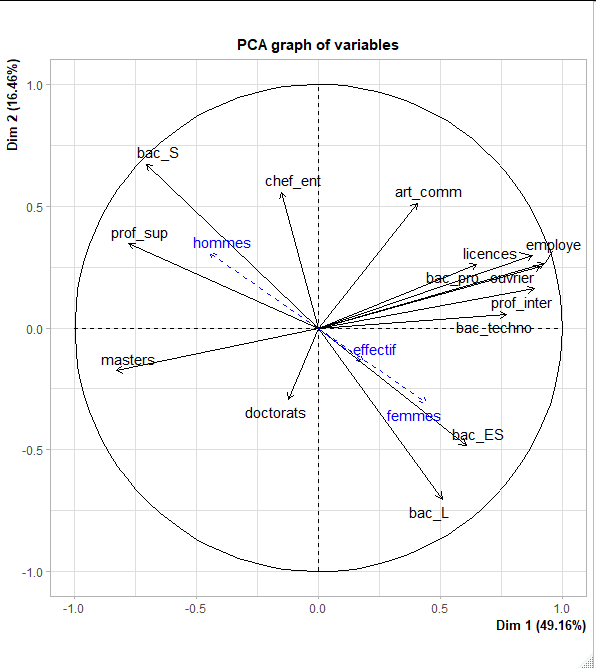 PCA graph of variables
Dim 2 (16.46%)
1.0
bac_S
chef_ent
art_comm
0.5
prof_sup
hommes
employe
licences
bac_pro
ouvrier
prof_inter
0.0
bac_techno
effectif
masters
doctorats
femmes
bac_ES
-0.5
bac_L
-1.0
-1.0 -0.5 0.0 0.5 1.0
Dim 1 (49.16%)